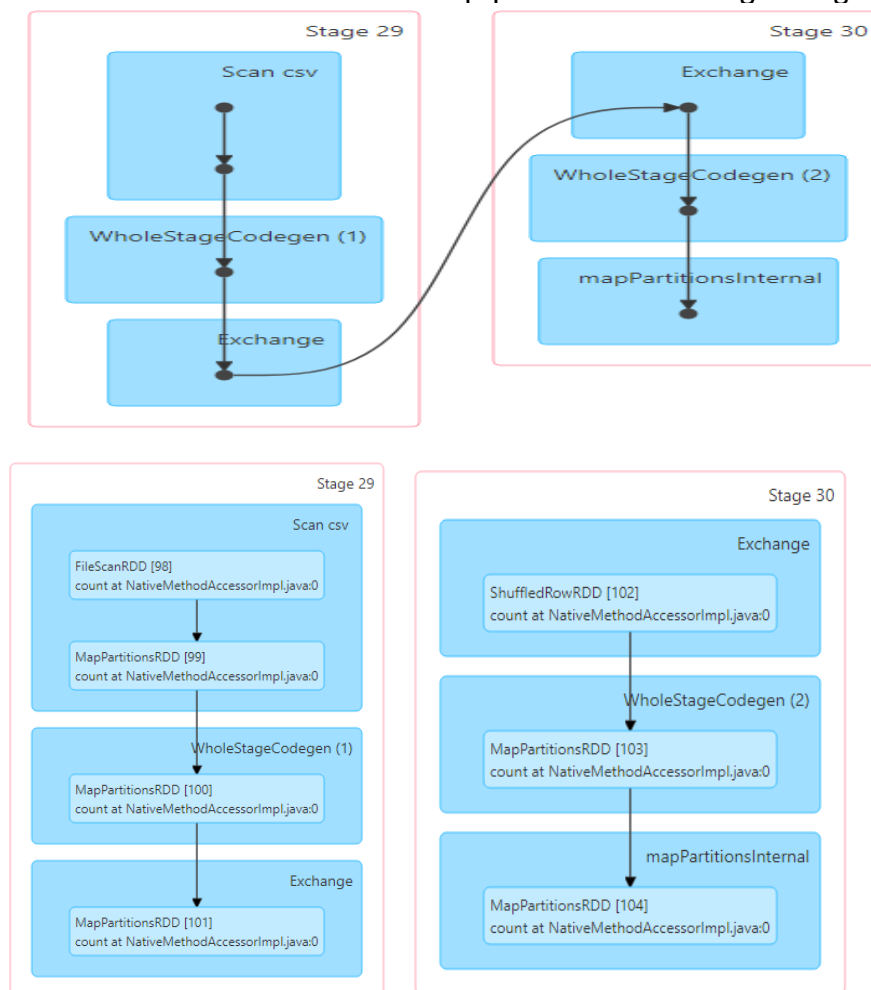 Stage 29
Scan csv
WholeStageCodegen (1)
Exchange
Stage 30
Exchange
WholeStageCodegen (2)
mapPartitionsInternal
Stage 29
Scan csv
FileScanRDD [98]
count at NativeMethodAccessorImpl.java:0
MapPartitionsRDD [99]
count at NativeMethodAccessorImpl.java:0
WholeStageCodegen (1)
MapPartitionsRDD [100]
count at NativeMethodAccessorImpl.java:0
Exchange
MapPartitionsRDD [101]
count at NativeMethodAccessorImpl.java:0
Stage 30
Exchange
ShuffledRowRDD [102]
count at NativeMethodAccessorImpl.java:0
WholeStageCodegen (2)
MapPartitionsRDD [103]
count at NativeMethodAccessorImpl.java:0
mapPartitionsInternal
MapPartitionsRDD [104]
count at NativeMethodAccessorImpl.java:0